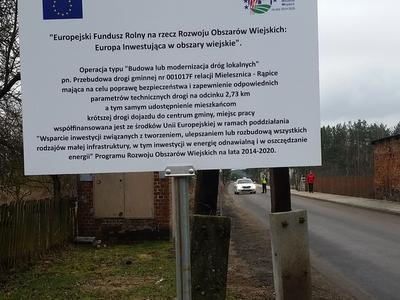 "Europejski Fundusz Rolny na rzecz Rozwoju Obszarów Wiejskich:
Europa Inwestująca w obszary wiejskie".
Operacja typu "Budowa lub modernizacja dróg lokalnych"
pn. Przebudowa drogi gminnej nr 001017F relacji Mielesznica - Rąpice
mająca na celu poprawę bezpieczeństwa i zapewnienie odpowiednich
parametrów technicznych drogi na odcinku 2,73 km
a tym samym udostępnienie mieszkańcom
krótszej drogi dojazdu do centrum gminy, miejsc pracy
współfinansowana jest ze środków Unii Europejskiej w ramach poddziałania
"Wsparcie inwestycji związanych z tworzeniem, ulepszaniem lub rozbudową wszystkich
rodzajów małej infrastruktury, w tym inwestycji w energię odnawialną i w oszczędzanie
energii" Programu Rozwoju Obszarów Wiejskich na lata 2014-2020.